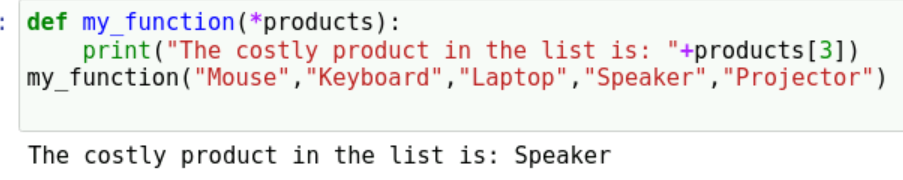 : def my_function(*products):
    print("The costly product in the list is: "+products[3])
my_function("Mouse","Keyboard","Laptop","Speaker","Projector")
The costly product in the list is: Speaker